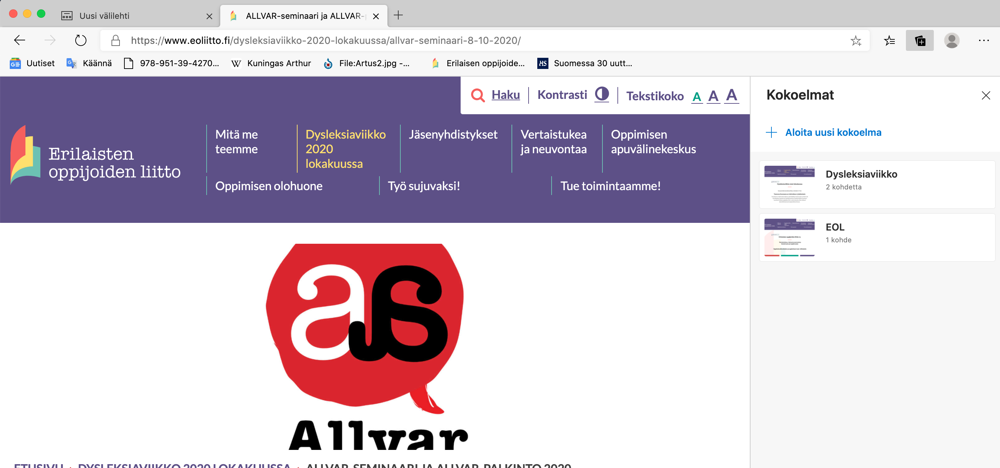 Uusi välilehti
ALLVAR-seminaari ja ALLVAR-
https://www.eoliitto.fi/dysleksiaviikko-2020-lokakuussa/allvar-seminaari-8-10-2020/
Uutiset
Käännä
978-951-39-4270...
W Kuningas Arthur
File:Artus2.jpg -...
Erilaisen oppijoide...
HS Suomessa 30 uutt...
Haku
Kontrasti
Tekstikoko A A A
Erilaisten
oppijoiden liitto
Mitä me
teemme
Dysleksiaviikko
2020
lokakuussa
Jäsenyhdistykset
Vertaistukea
ja neuvontaa
Oppimisen
apuvälinekeskus
Oppimisen olohuone
Työ sujuvaksi!
Tue toimintaamme!
Allvar
ETUSIVU • DYSLEKSIAVIIKKO 2020 LOKAKUUSSA • ALLVAR-SEMINAARI JA ALLVAR-PALKINTO 2020
Kokoelmat
Aloita uusi kokoelma
Dysleksiaviikko
2 kohdetta
EOL
1 kohde